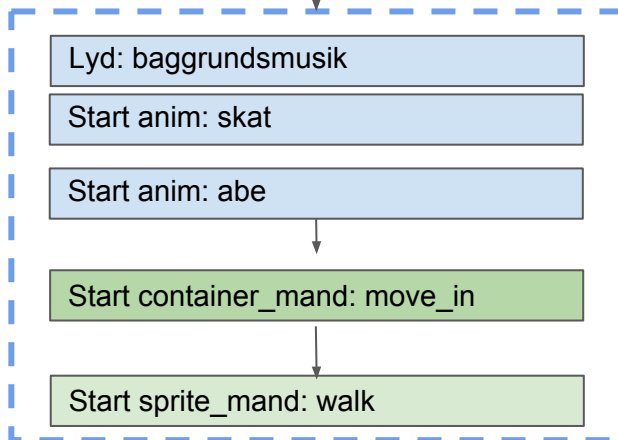 Lyd: baggrundsmusik
Start anim: skat
Start anim: abe
Start container_mand: move_in
Start sprite_mand: walk